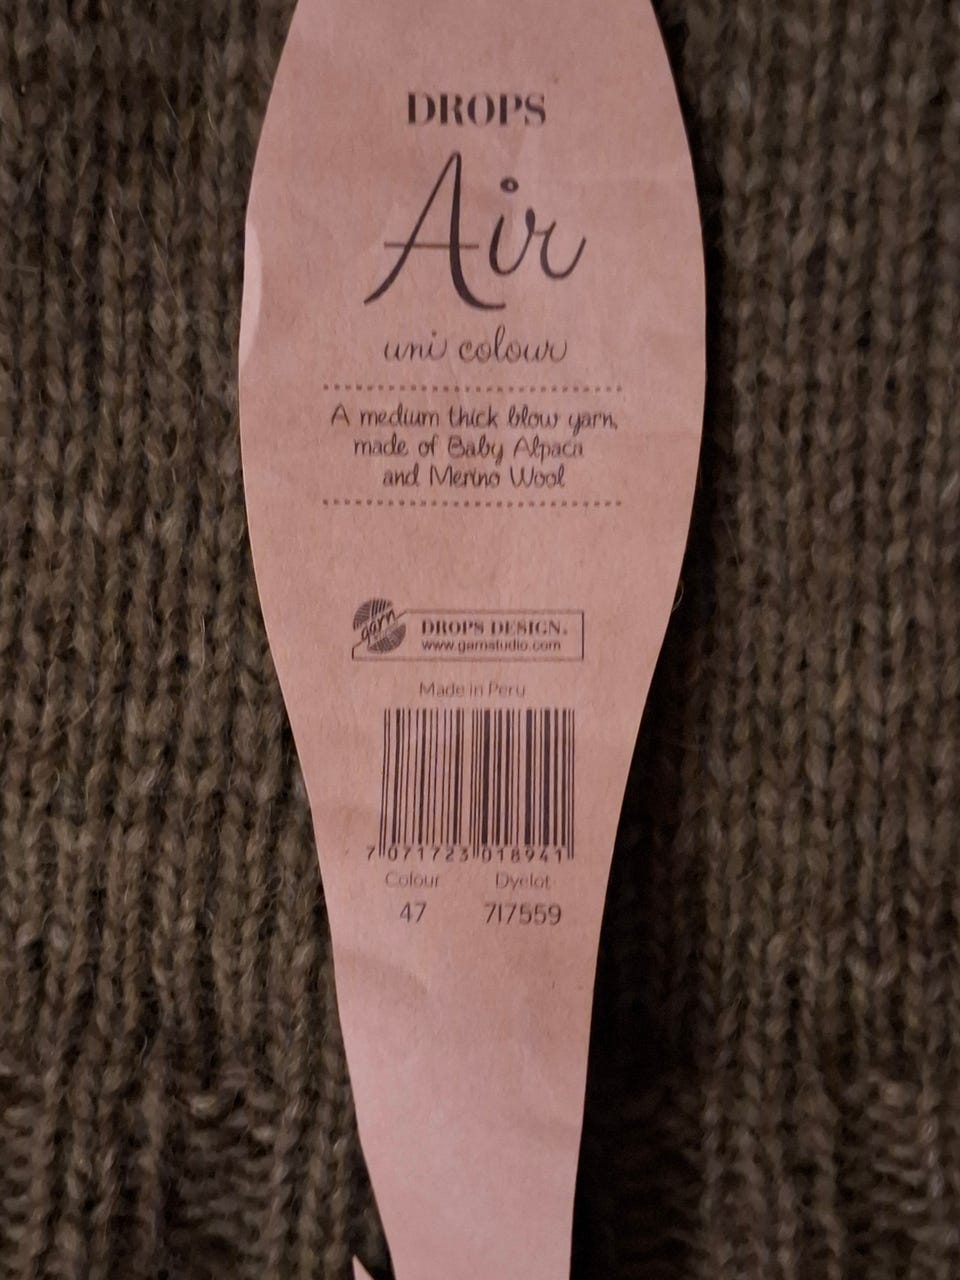 DROPS
Air
uni colour
A medium thick blow yarn,
made of Baby Alpaca
and Merino Wool
garn
DROPS DESIGN.
www.garnstudio.com
Made in Peru
7 071723 018941
Colour Dyelot
47 717559